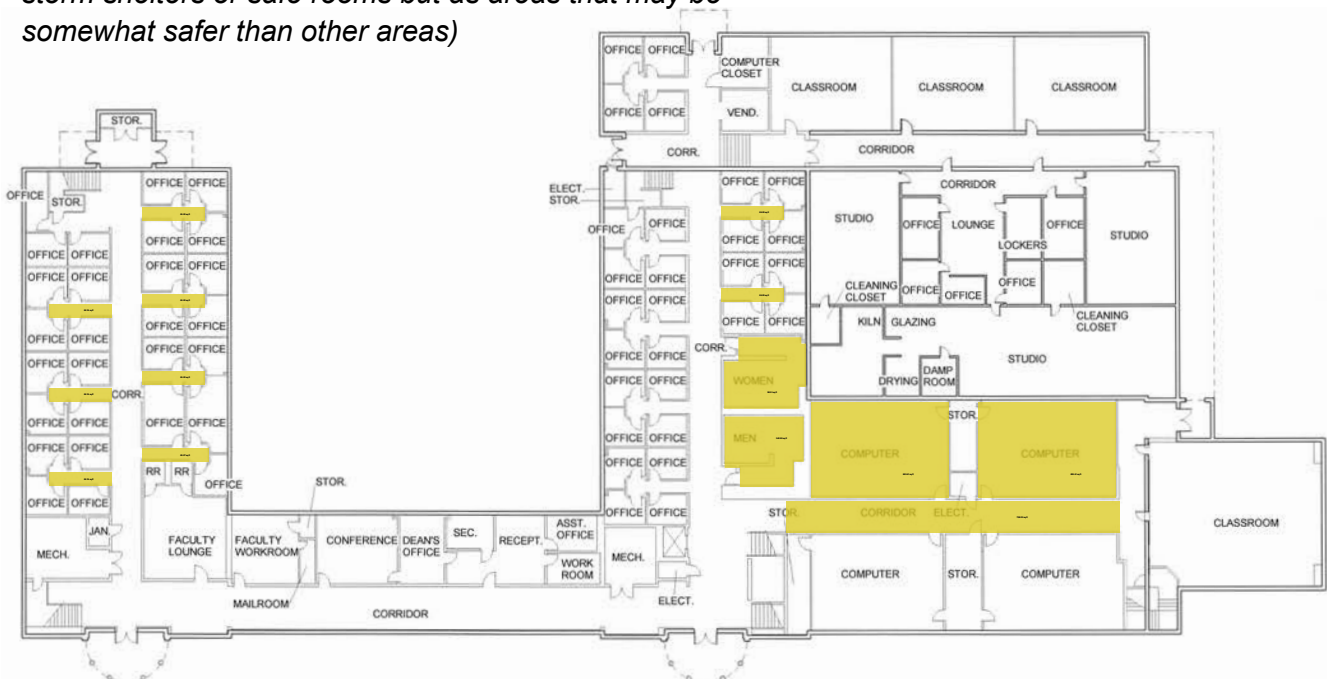 storm shelters or safe rooms but as areas that may be
somewhat safer than other areas)
OFFICE OFFICE
COMPUTER
CLOSET
CLASSROOM CLASSROOM CLASSROOM
OFFICE OFFICE VEND.
STOR.
CORR. CORRIDOR
OFFICE STOR. OFFICE OFFICE
ELECT.
STOR.
OFFICE OFFICE CORRIDOR
OFFICE OFFICE STUDIO OFFICE LOUNGE LOCKERS OFFICE STUDIO
OFFICE OFFICE OFFICE OFFICE OFFICE OFFICE
OFFICE OFFICE OFFICE OFFICE OFFICE OFFICE OFFICE OFFICE
CLEANING
CLOSET
OFFICE OFFICE OFFICE
OFFICE OFFICE
CLEANING
CLOSET
OFFICE OFFICE OFFICE OFFICE OFFICE OFFICE OFFICE OFFICE
KILN GLAZING
OFFICE OFFICE OFFICE OFFICE OFFICE OFFICE CORR. STUDIO
DRYING
DAMP
ROOM
CORR. OFFICE OFFICE WOMEN
OFFICE OFFICE OFFICE OFFICE STOR.
OFFICE OFFICE OFFICE OFFICE MEN
RR RR OFFICE OFFICE OFFICE COMPUTER COMPUTER
OFFICE OFFICE STOR. OFFICE OFFICE
STOR. CORRIDOR ELECT.
JAN.
MECH.
FACULTY
LOUNGE
FACULTY
WORKROOM
CONFERENCE
DEAN'S
OFFICE
SEC. RECEPT.
ASST.
OFFICE
WORK
ROOM
MECH.
CLASSROOM
COMPUTER STOR. COMPUTER
MAILROOM CORRIDOR ELECT.